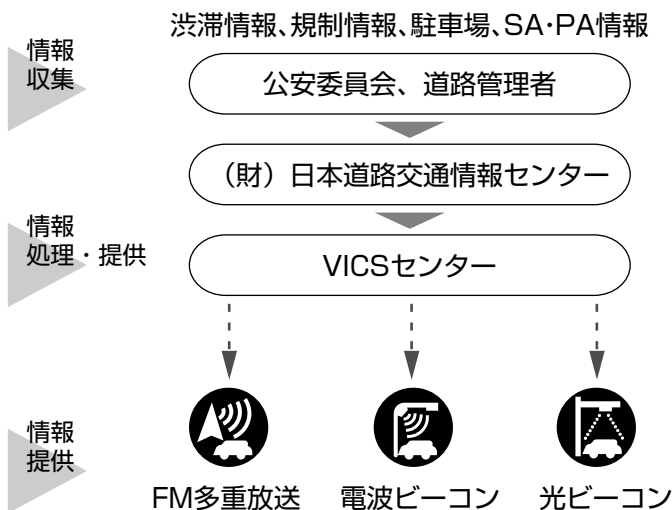 渋滞情報、規制情報、駐車場、SA･PA情報
情報
収集
公安委員会、道路管理者
（財）日本道路交通情報センター
情報
処理・提供
VICSセンター
情報
提供
FM多重放送
電波ビーコン
光ビーコン